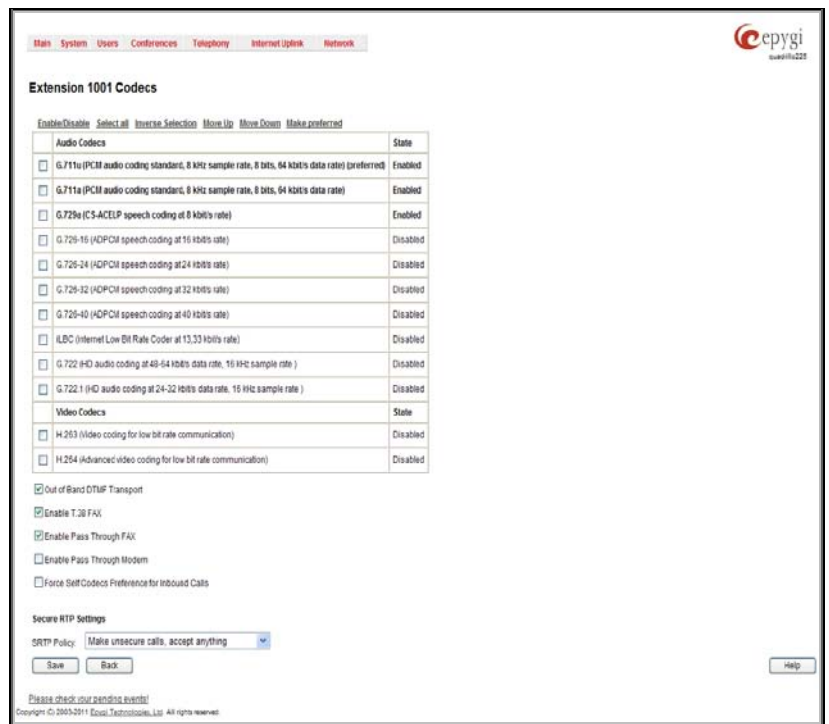 Main System Users Conferences Telephony Internet Uplink Network
epygi
quadrillo225
Extension 1001 Codecs
Enable/Disable Select all Inverse Selection Move Up Move Down Make preferred
Audio Codecs State
G.711u (PCM audio coding standard, 8 kHz sample rate, 8 bits, 64 kbit/s data rate) (preferred) Enabled
G.711a (PCM audio coding standard, 8 kHz sample rate, 8 bits, 64 kbit/s data rate) Enabled
G.729a (CS-ACELP speech coding at 8 kbit/s rate) Enabled
G.726-16 (ADPCM speech coding at 16 kbit/s rate) Disabled
G.726-24 (ADPCM speech coding at 24 kbit/s rate) Disabled
G.726-32 (ADPCM speech coding at 32 kbit/s rate) Disabled
G.726-40 (ADPCM speech coding at 40 kbit/s rate) Disabled
iLBC (Internet Low Bit Rate Coder at 13,33 kbit/s rate) Disabled
G.722 (HD audio coding at 48-64 kbit/s data rate, 16 kHz sample rate ) Disabled
G.722.1 (HD audio coding at 24-32 kbit/s data rate, 16 kHz sample rate ) Disabled
Video Codecs State
H.263 (Video coding for low bit rate communication) Disabled
H.264 (Advanced video coding for low bit rate communication) Disabled
Out of Band DTMF Transport
Enable T.38 FAX
Enable Pass Through FAX
Enable Pass Through Modem
Force Self Codecs Preference for Inbound Calls
Secure RTP Settings
SRTP Policy: Make unsecure calls, accept anything
Save Back Help
Please check your pending events!
Copyright (C) 2003-2011 Epygi Technologies, Ltd. All rights reserved.